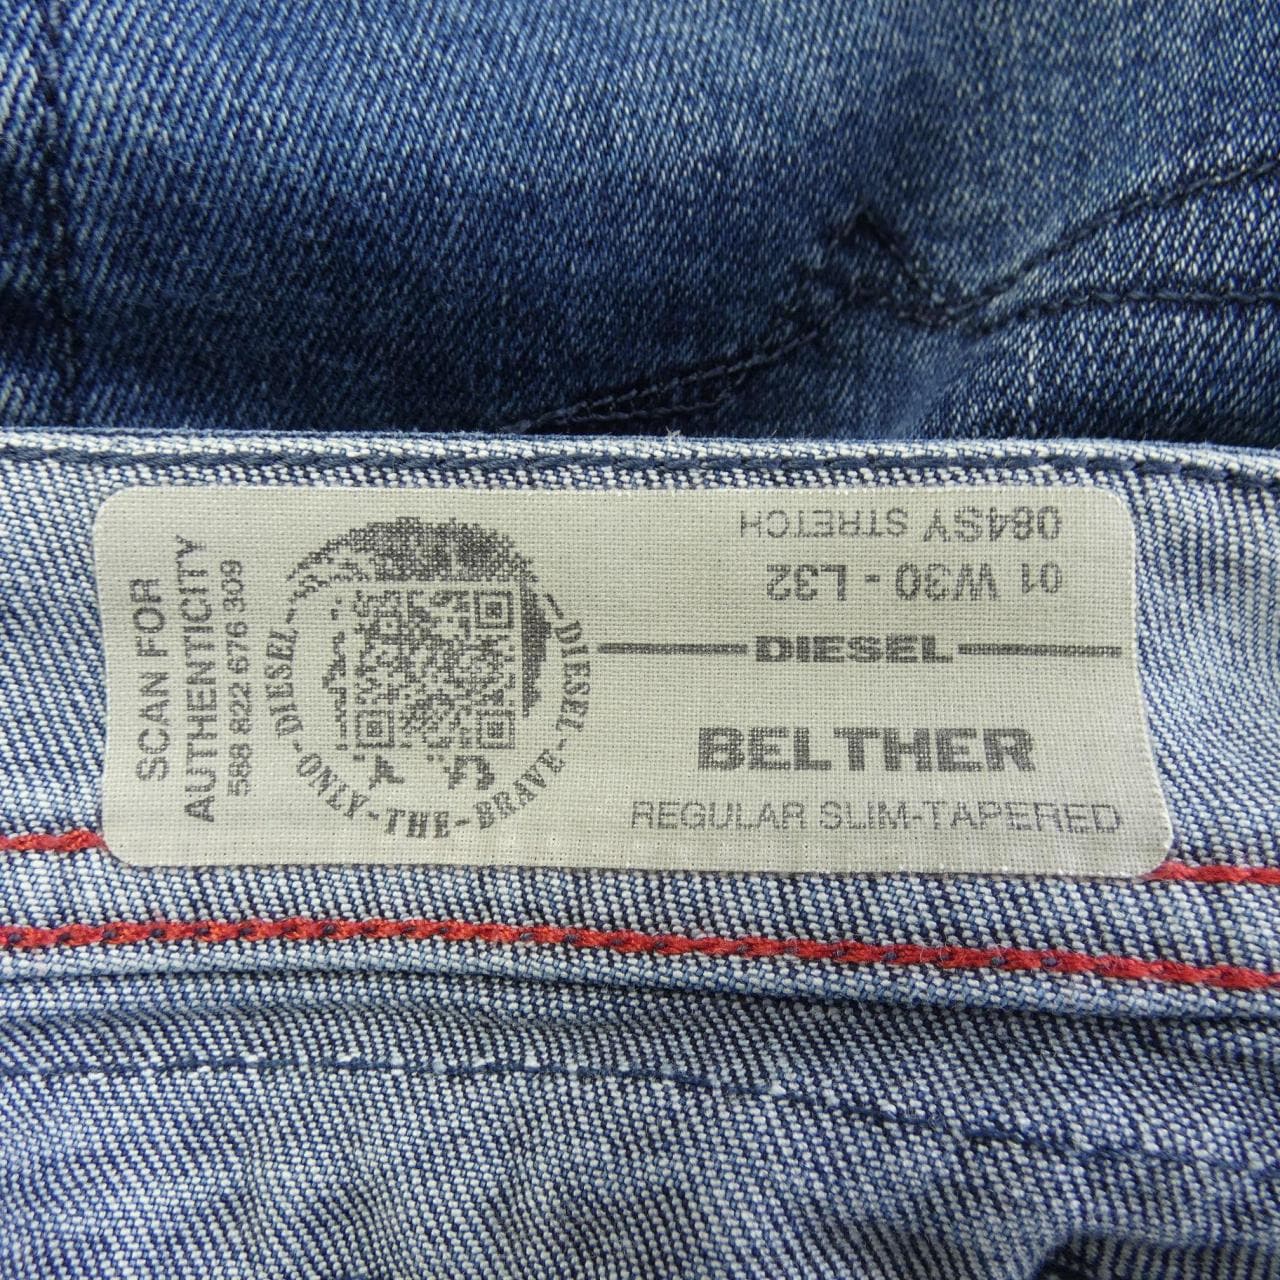 SCAN FOR
AUTHENTICITY
588 822 676 309
DIESEL-ONLY-THE-BRAVE-DIESEL-
084SY STRETCH
01 W30 - L32
DIESEL
BELTHER
REGULAR SLIM-TAPERED